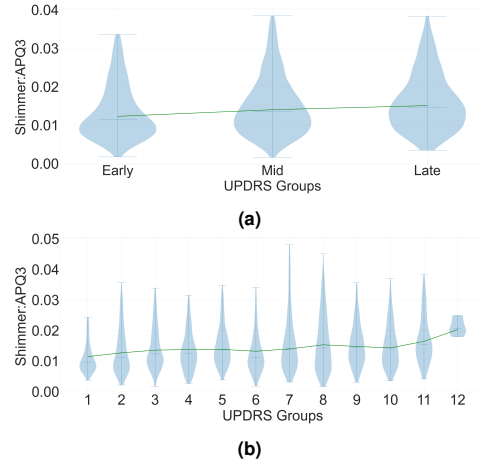 0.04
0.03
0.02
0.01
0.00
Shimmer:APQ3
Early Mid Late
UPDRS Groups
(a)
0.05
0.04
0.03
0.02
0.01
0.00
Shimmer:APQ3
1 2 3 4 5 6 7 8 9 10 11 12
UPDRS Groups
(b)